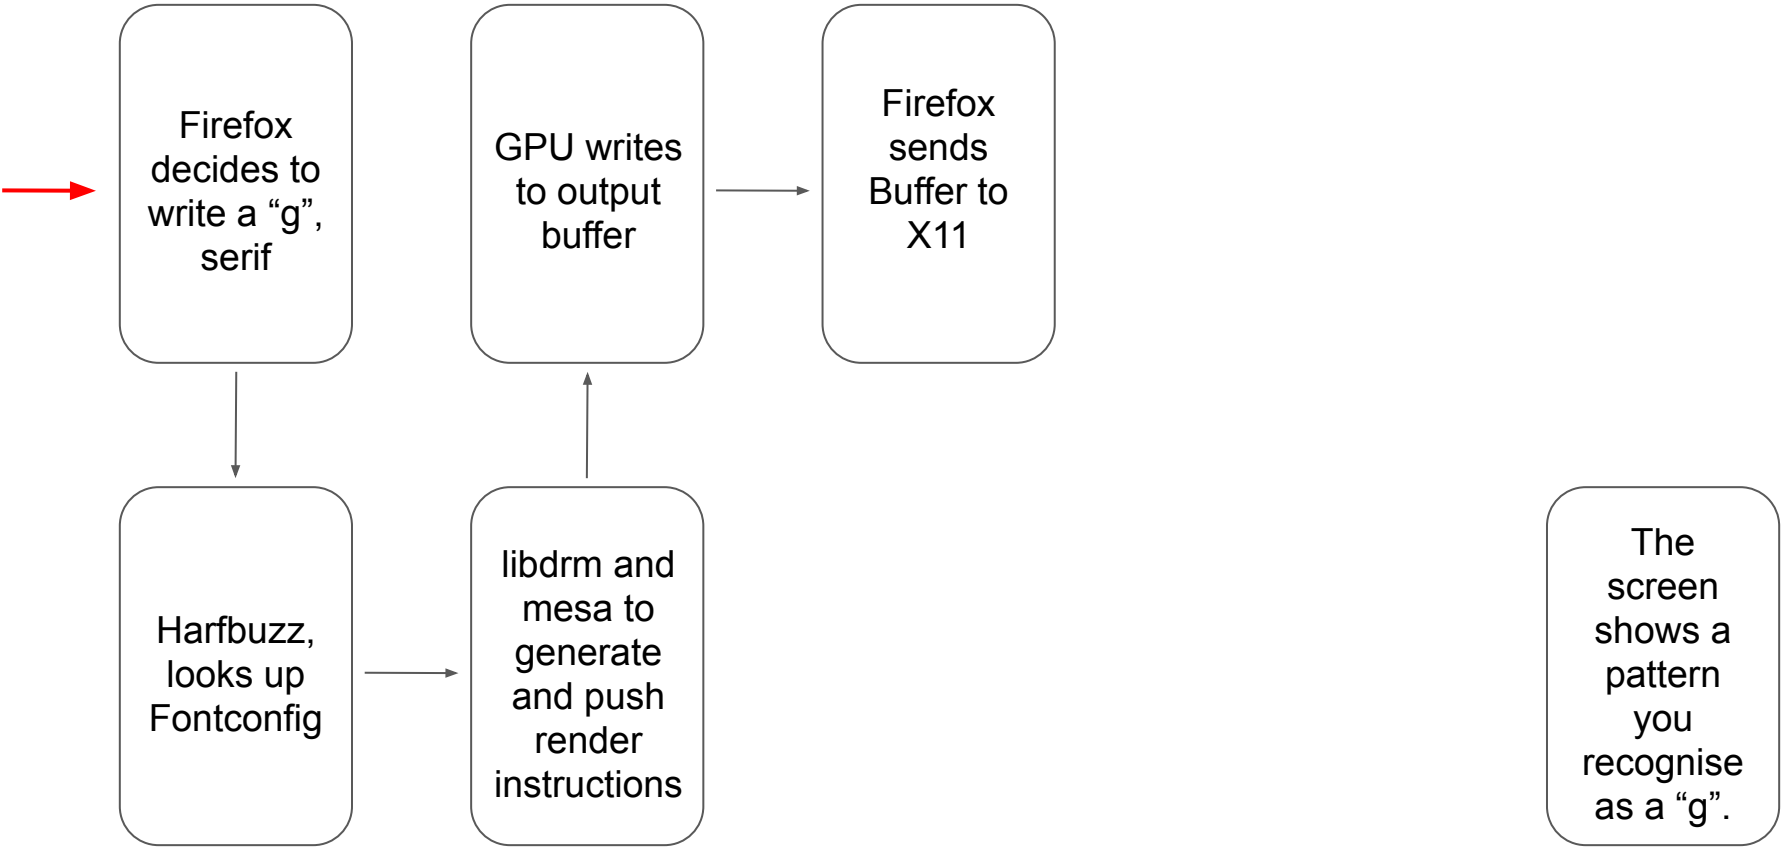 Firefox
decides to
write a “g”,
serif
Harfbuzz,
looks up
Fontconfig
libdrm and
mesa to
generate
and push
render
instructions
GPU writes
to output
buffer
Firefox
sends
Buffer to
X11
The
screen
shows a
pattern
you
recognise
as a “g”.